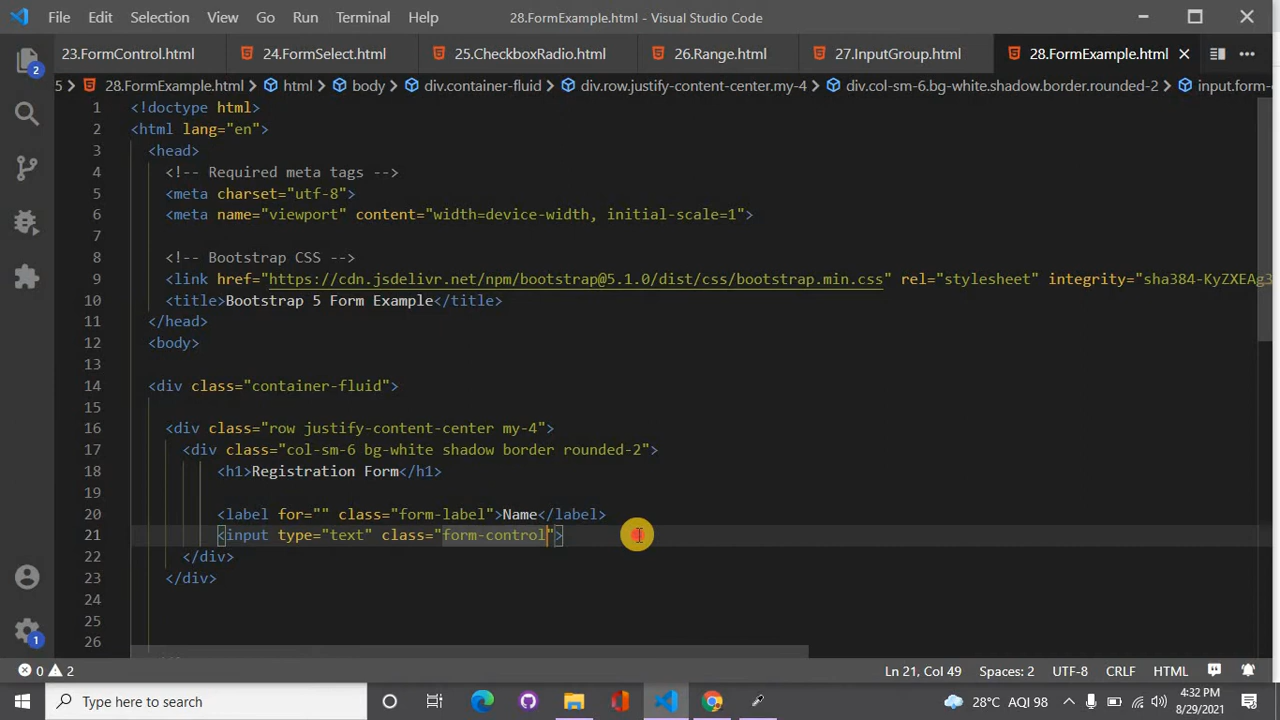 File Edit Selection View Go Run Terminal Help 28.FormExample.html - Visual Studio Code
23.FormControl.html 24.FormSelect.html 25.CheckboxRadio.html 26.Range.html 27.InputGroup.html 28.FormExample.html
5 > 28.FormExample.html > html > body > div.container-fluid > div.row.justify-content-center.my-4 > div.col-sm-6.bg-white.shadow.border.rounded-2 > input.form-c
1 <!doctype html>
2 <html lang="en">
3 <head>
4 <!-- Required meta tags -->
5 <meta charset="utf-8">
6 <meta name="viewport" content="width=device-width, initial-scale=1">
7
8 <!-- Bootstrap CSS -->
9 <link href="https://cdn.jsdelivr.net/npm/bootstrap@5.1.0/dist/css/bootstrap.min.css" rel="stylesheet" integrity="sha384-KyZXEAg3
10 <title>Bootstrap 5 Form Example</title>
11 </head>
12 <body>
13
14 <div class="container-fluid">
15
16 <div class="row justify-content-center my-4">
17 <div class="col-sm-6 bg-white shadow border rounded-2">
18 <h1>Registration Form</h1>
19
20 <label for="" class="form-label">Name</label>
21 <input type="text" class="form-control">
22 </div>
23 </div>
24
25
26
2
1
0 2 Ln 21, Col 49 Spaces: 2 UTF-8 CRLF HTML
Type here to search 28°C AQI 98 4:32 PM
8/29/2021